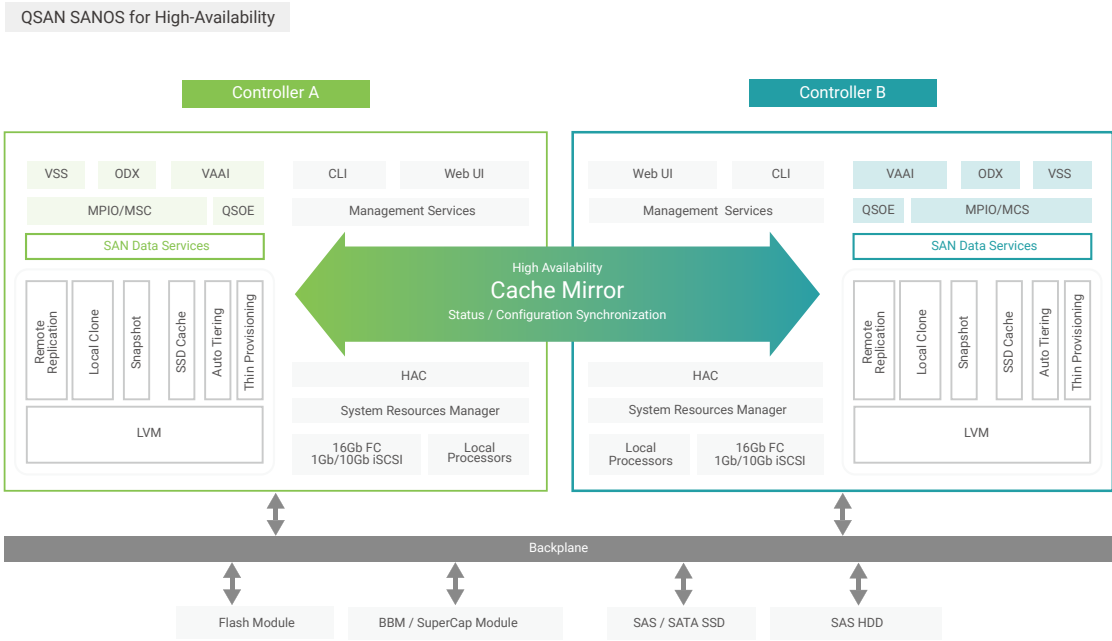 QSAN SANOS for High-Availability
Controller A
Controller B
VSS
ODX
VAAI
CLI
Web UI
MPIO/MSC
QSOE
Management Services
SAN Data Services
Remote
Replication
Local Clone
Snapshot
SSD Cache
Auto Tiering
Thin Provisioning
LVM
High Availability
Cache Mirror
Status / Configuration Synchronization
HAC
System Resources Manager
16Gb FC
1Gb/10Gb iSCSI
Local
Processors
Web UI
CLI
VAAI
ODX
VSS
Management Services
QSOE
MPIO/MCS
SAN Data Services
HAC
System Resources Manager
Local
Processors
16Gb FC
1Gb/10Gb iSCSI
Remote
Replication
Local Clone
Snapshot
SSD Cache
Auto Tiering
Thin Provisioning
LVM
Backplane
Flash Module
BBM / SuperCap Module
SAS / SATA SSD
SAS HDD